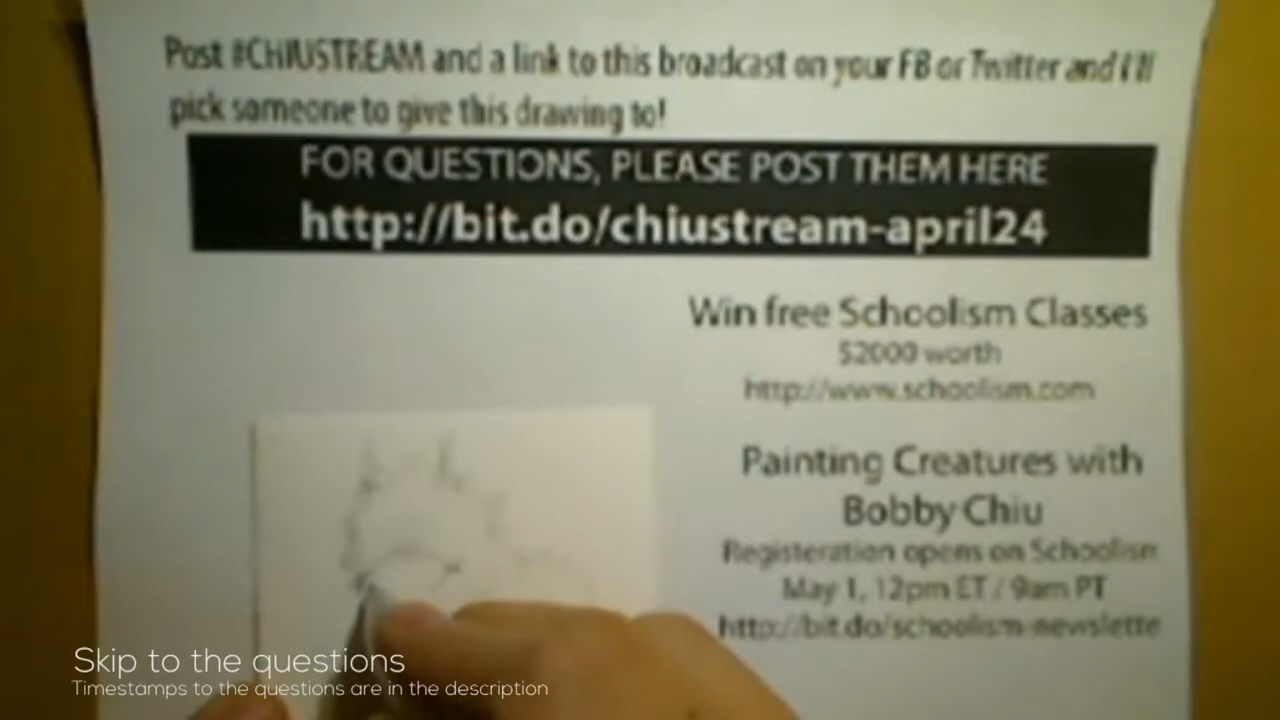 Post #CHIUSTREAM and a link to this broadcast on your FB or Twitter and I'll
pick someone to give this drawing to!
FOR QUESTIONS, PLEASE POST THEM HERE
http://bit.do/chiustream-april24
Win free Schoolism Classes
$2000 worth
http://www.schoolism.com
Painting Creatures with
Bobby Chiu
Registeration opens on Schoolism
May 1, 12pm ET / 9am PT
http://bit.do/schoolism-newslette
Skip to the questions
Timestamps to the questions are in the description